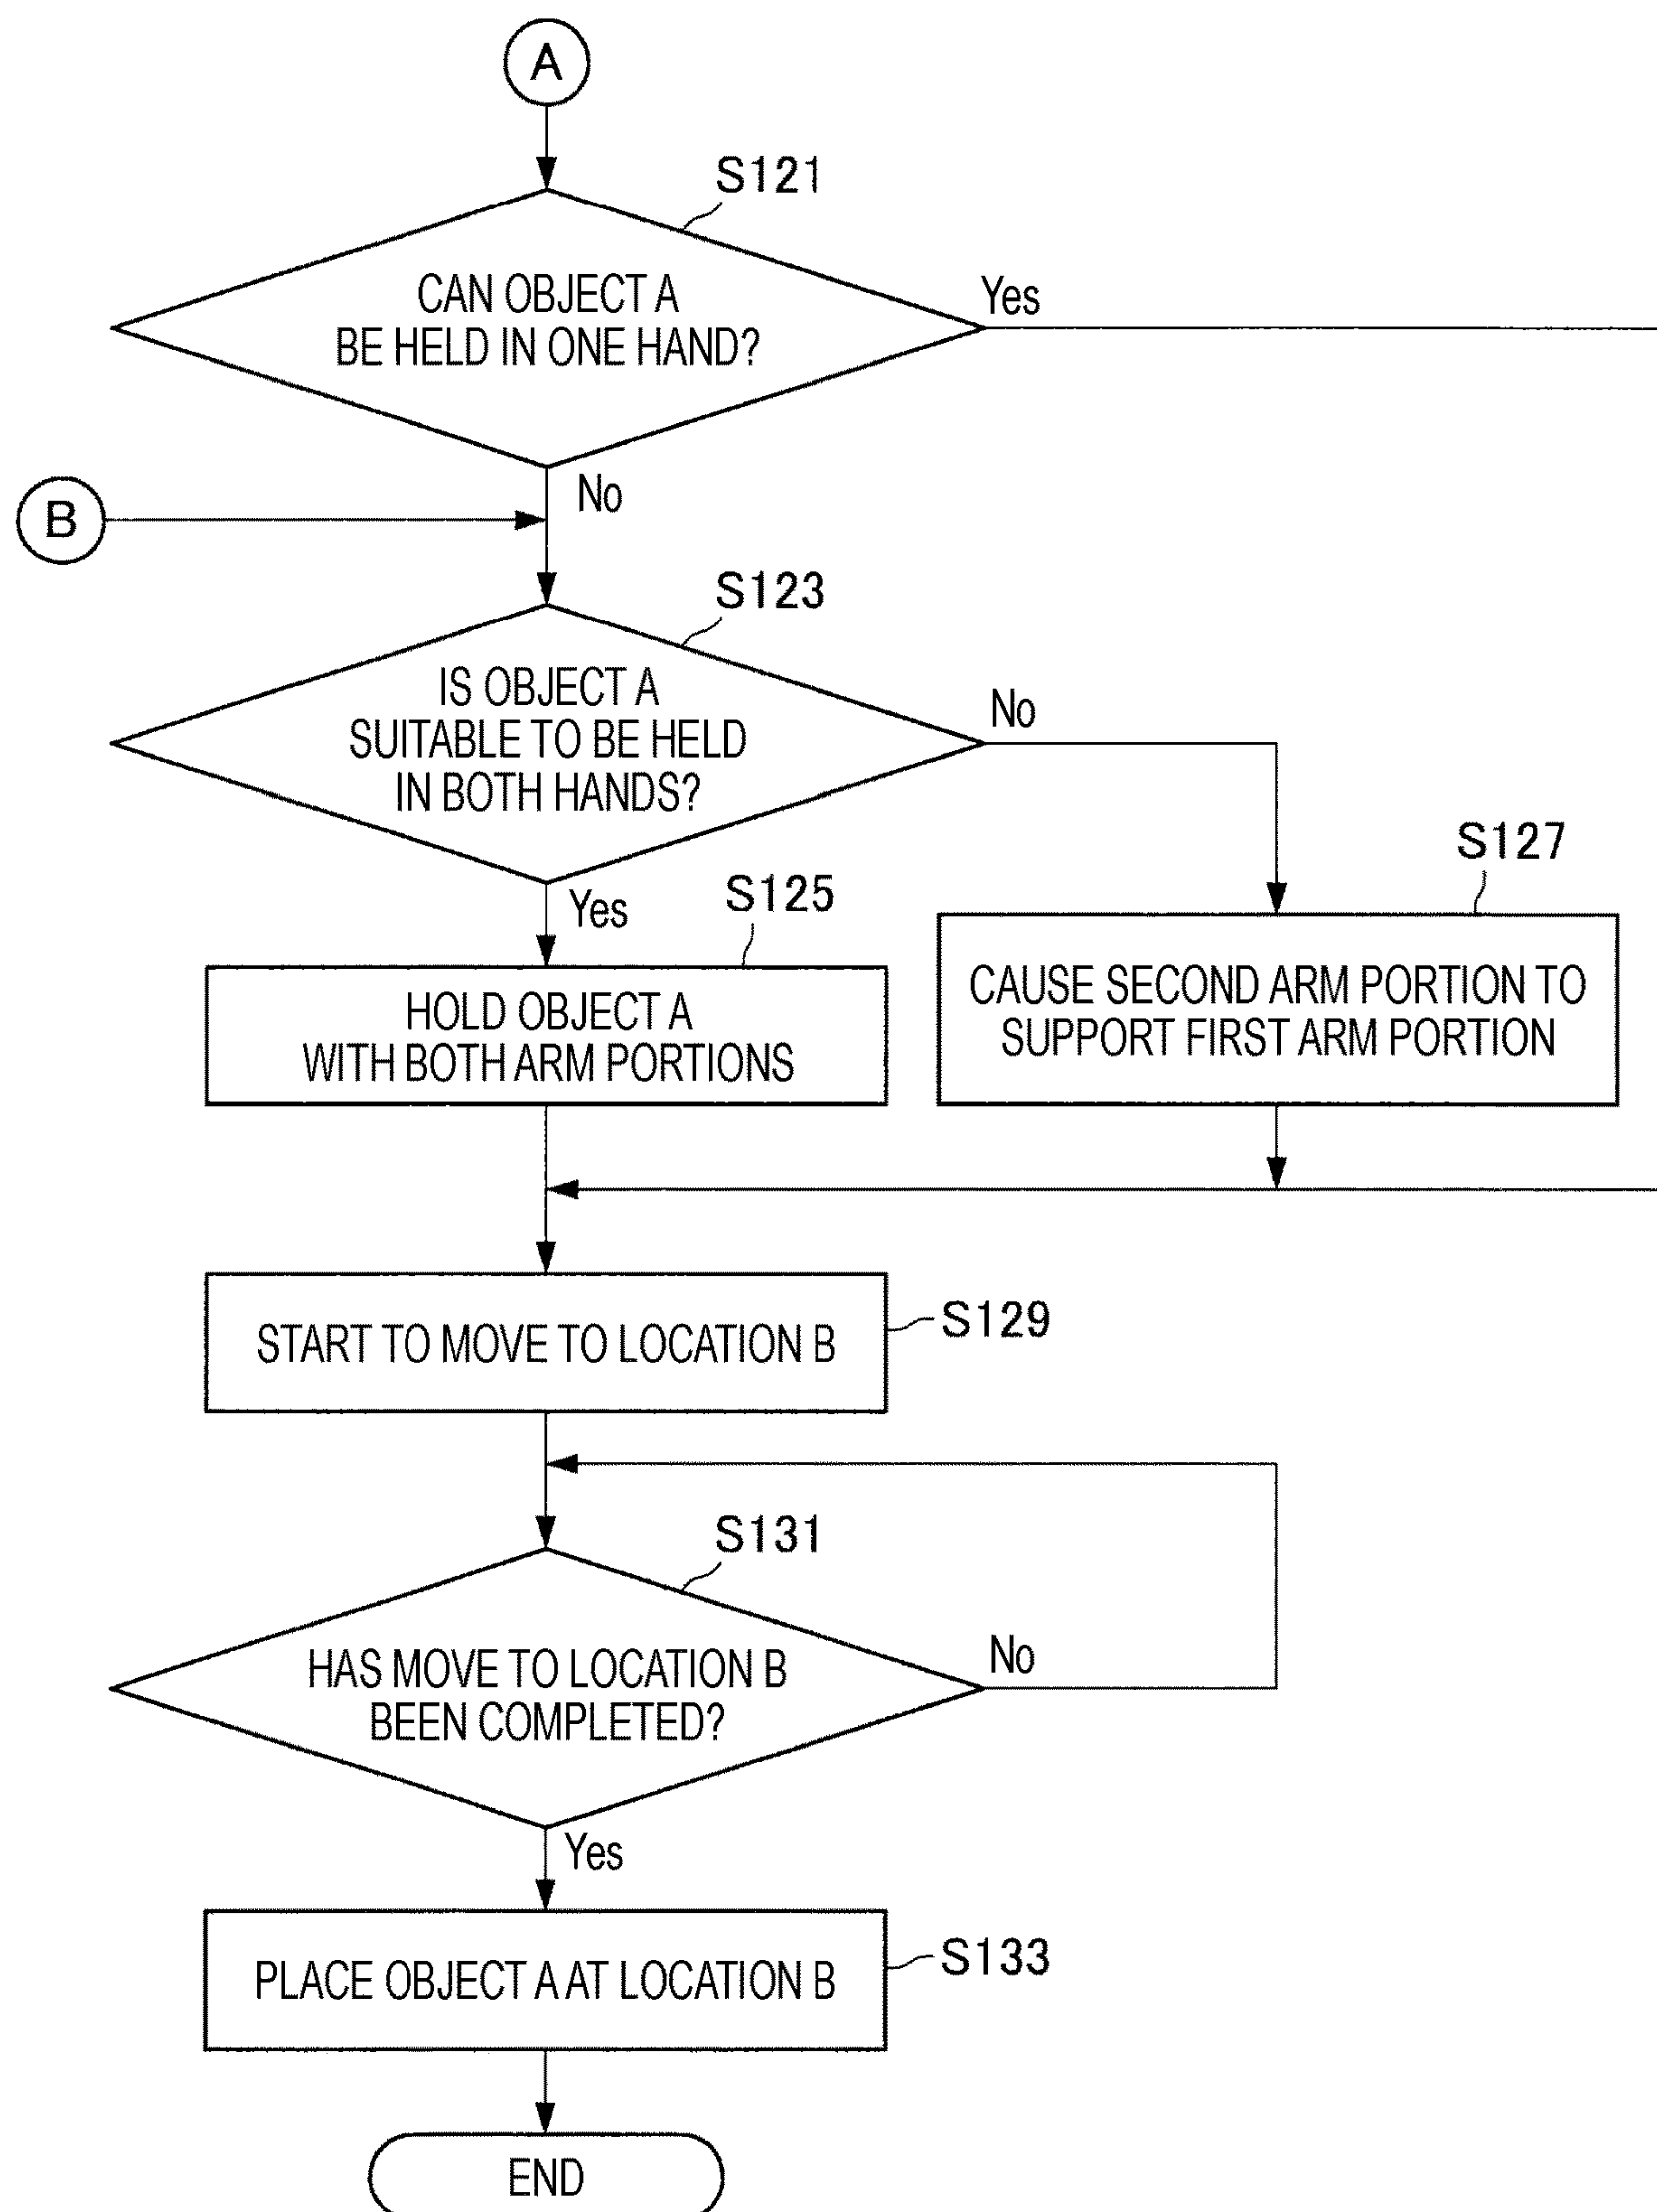 A
S121
CAN OBJECT A
BE HELD IN ONE HAND?
Yes
No
B
S123
IS OBJECT A
SUITABLE TO BE HELD
IN BOTH HANDS?
No
Yes
S125
HOLD OBJECT A
WITH BOTH ARM PORTIONS
S127
CAUSE SECOND ARM PORTION TO
SUPPORT FIRST ARM PORTION
START TO MOVE TO LOCATION B
S129
S131
HAS MOVE TO LOCATION B
BEEN COMPLETED?
No
Yes
PLACE OBJECT A AT LOCATION B
S133
END